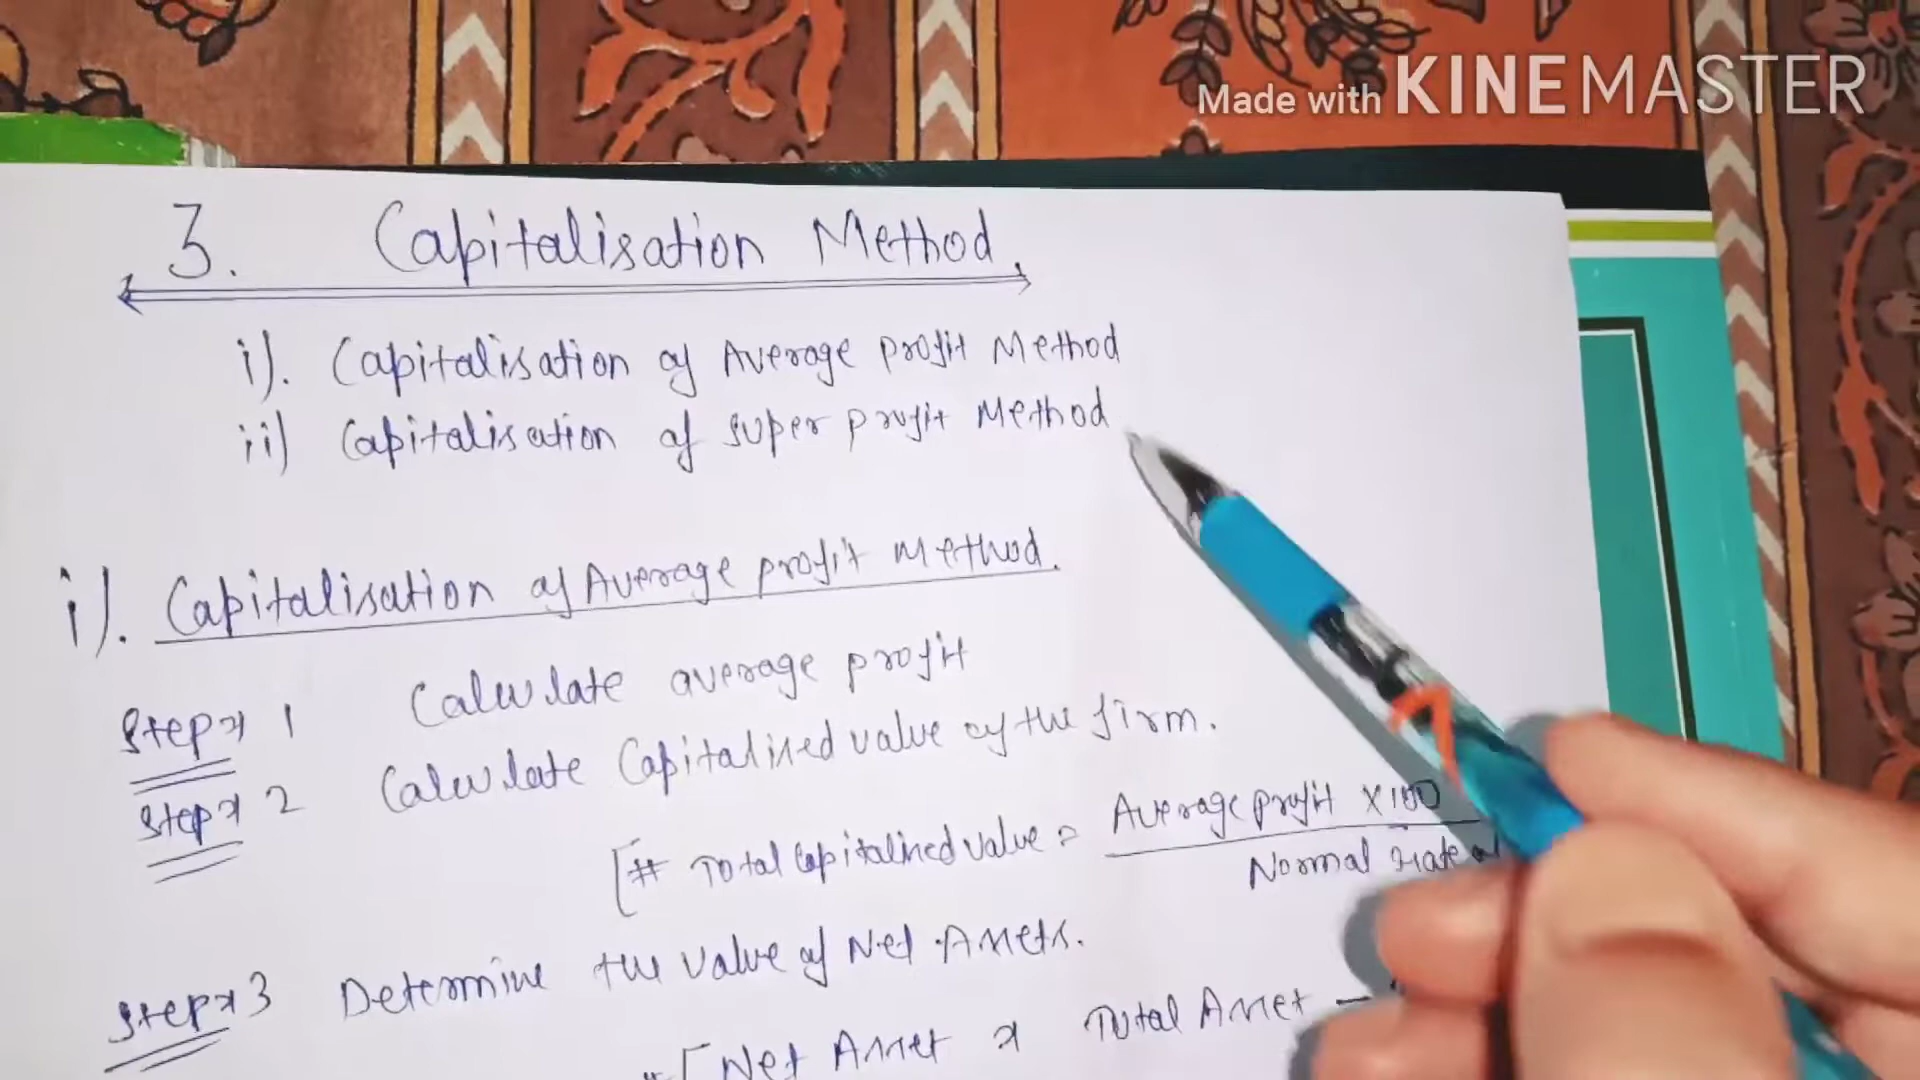 Made with KINEMASTER
3. Capitalisation Method
i). Capitalisation of Average profit Method
ii) Capitalisation of super profit Method
i). Capitalisation of Average profit Method.
Step 1 Calculate average profit
Step 2 Calculate Capitalised value of the firm.
[# Total Capitalised value = Average profit X100
Normal rate
Step 3 Determine the value of Net Assets.
[Net Asset Total Asset -